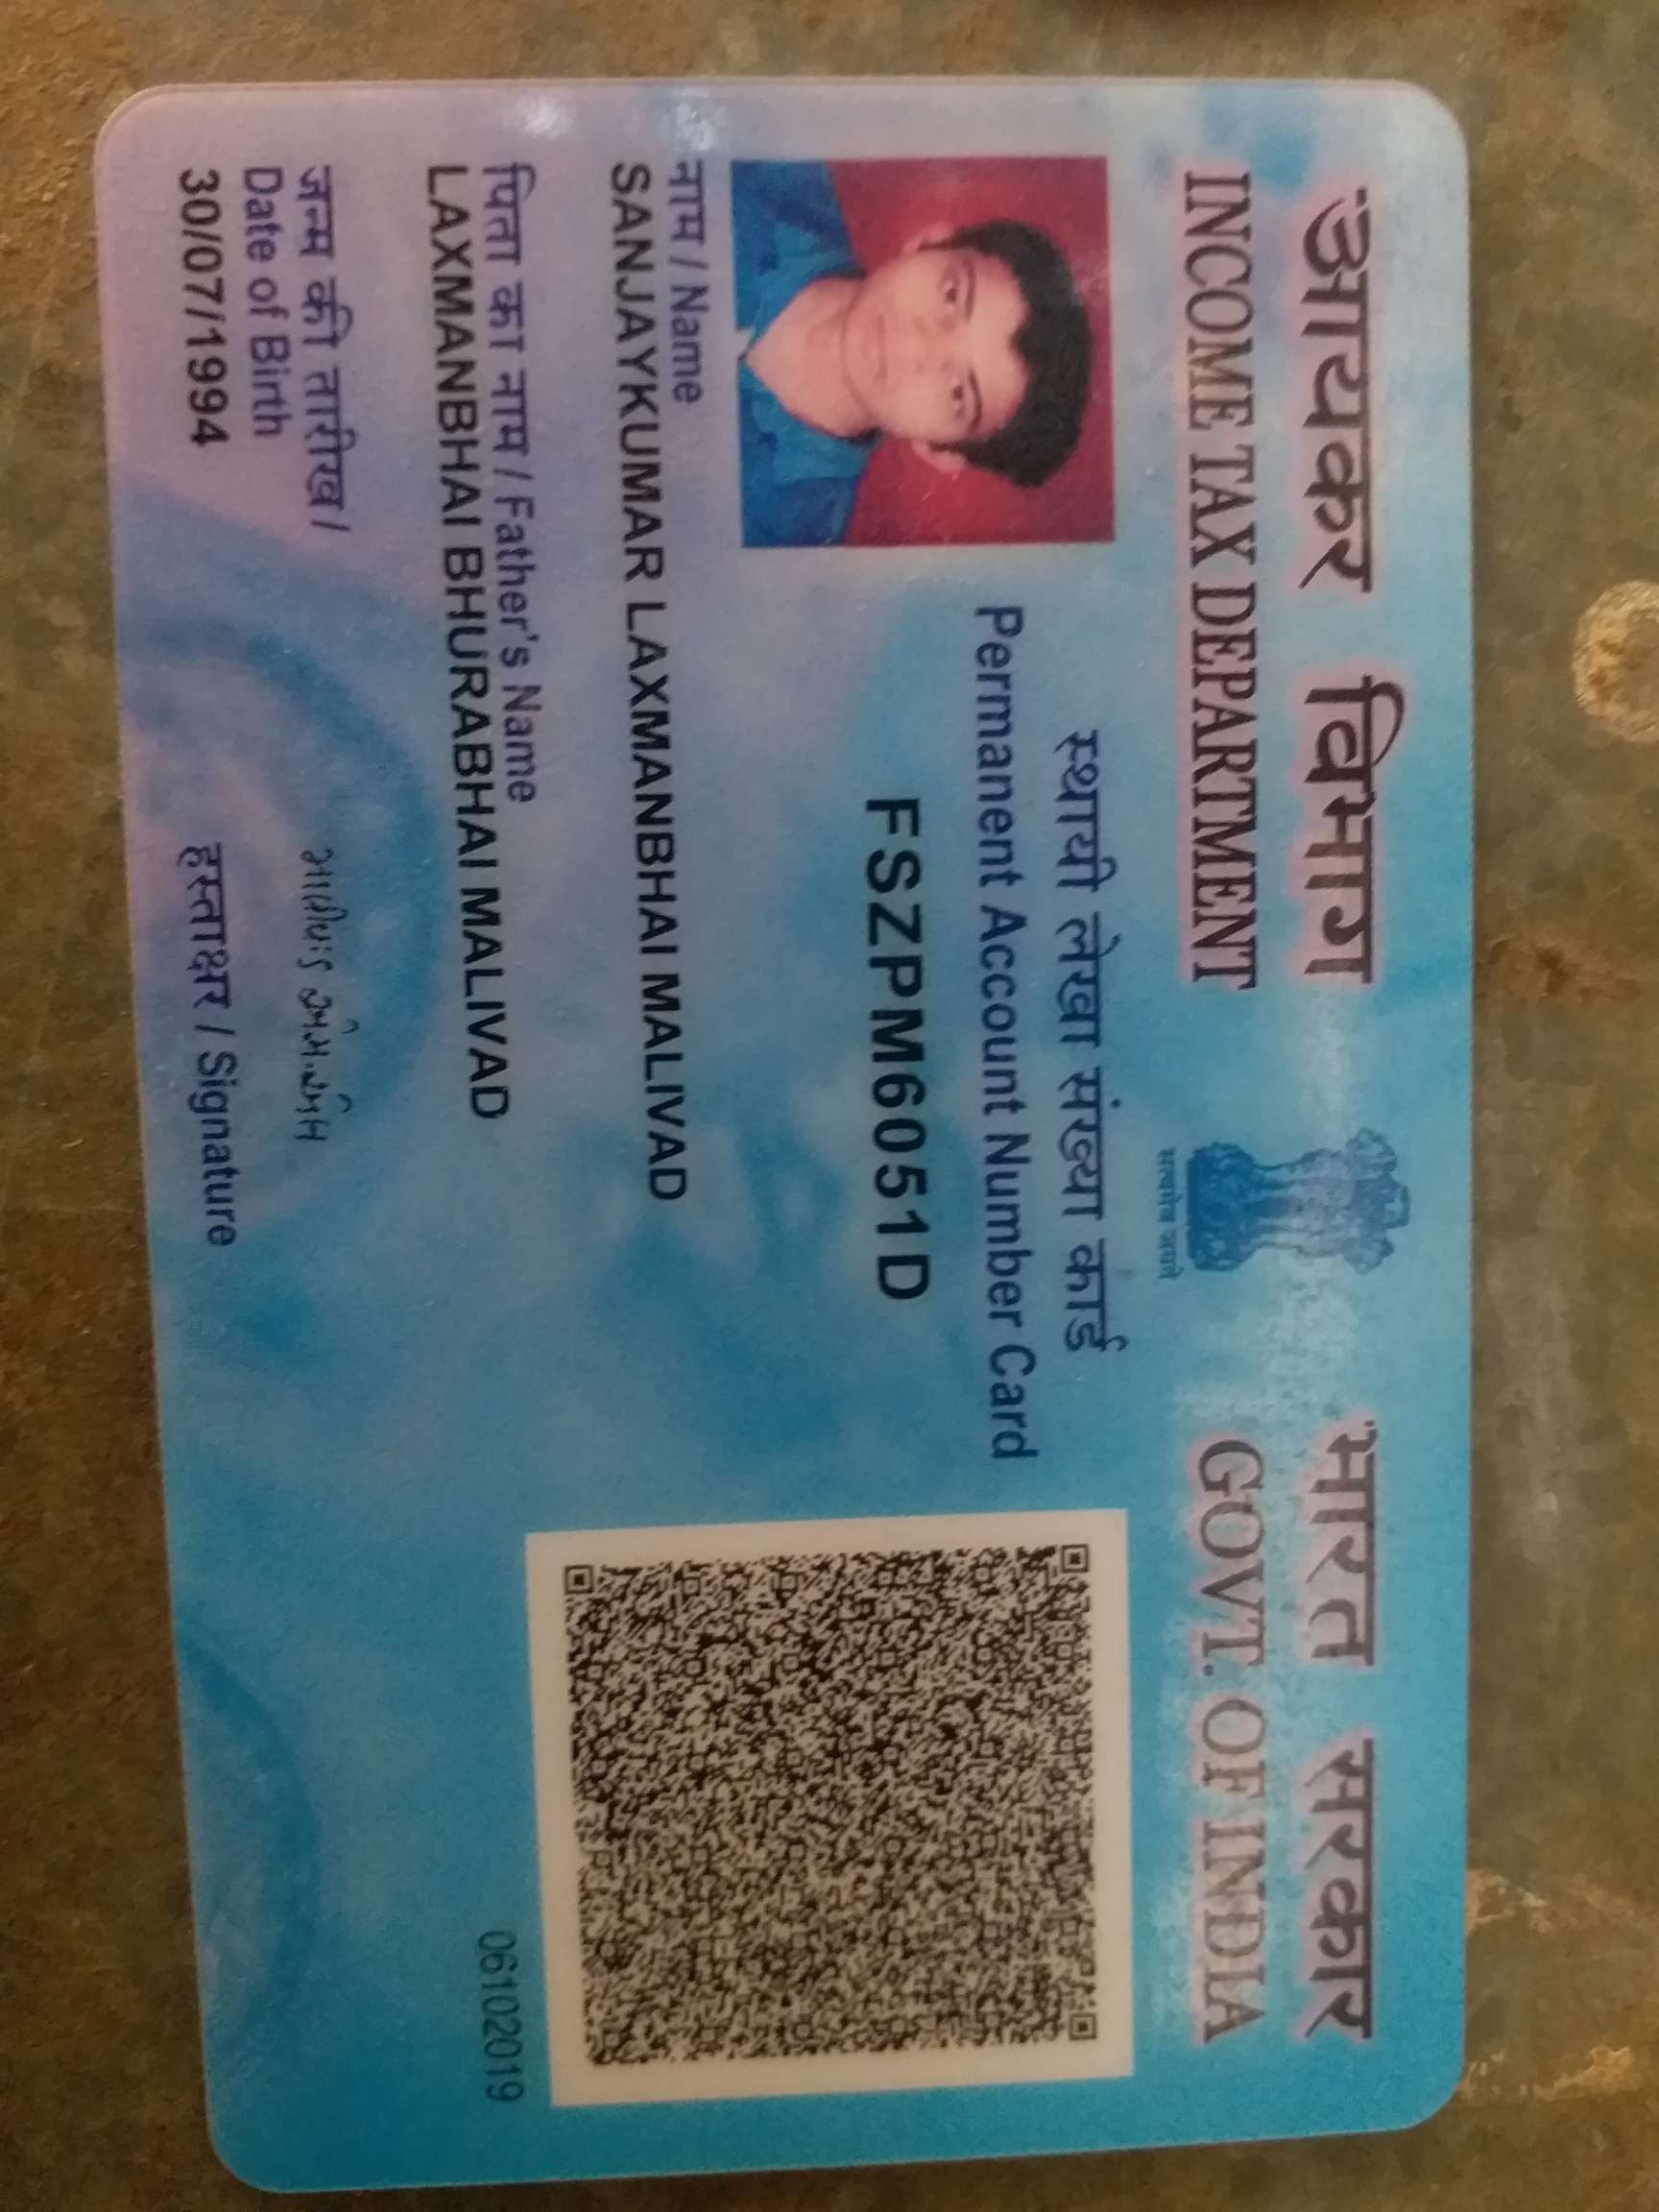 आयकर विभाग
INCOME TAX DEPARTMENT
सत्यमेव जयते
भारत सरकार
GOVT. OF INDIA
स्थायी लेखा संख्या कार्ड
Permanent Account Number Card
FSZPM6051D
नाम / Name
SANJAYKUMAR LAXMANBHAI MALIVAD
पिता का नाम / Father's Name
LAXMANBHAI BHURABHAI MALIVAD
जन्म की तारीख /
Date of Birth
30/07/1994
हस्ताक्षर / Signature
06102019